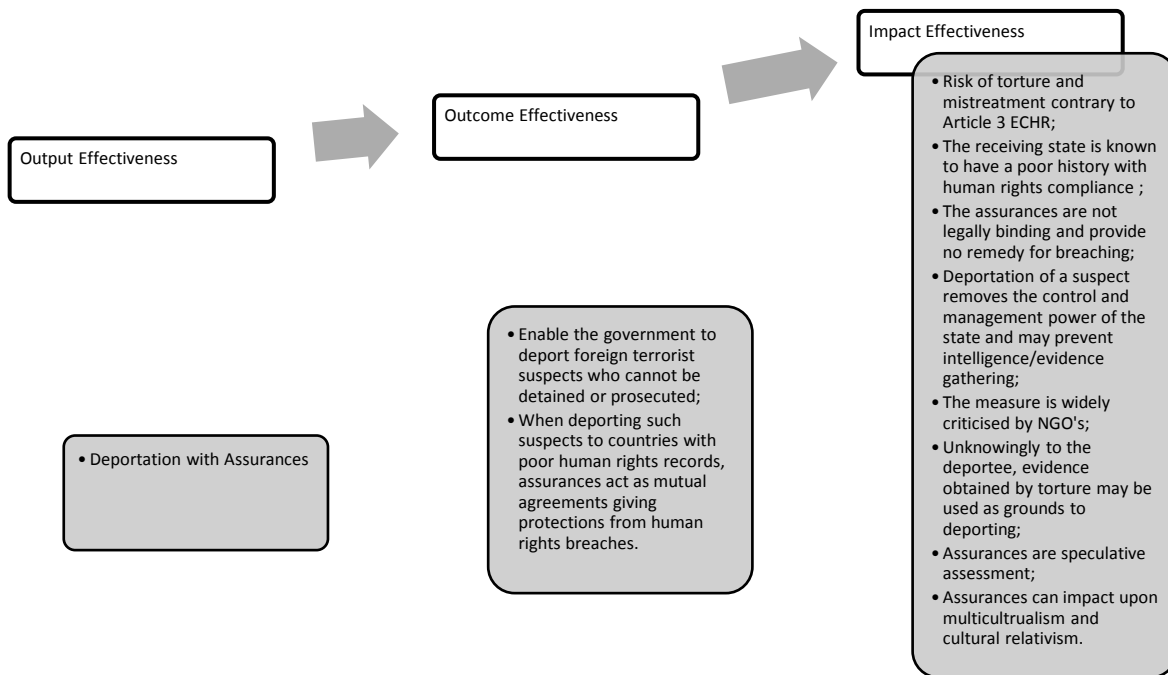 Output Effectiveness
• Deportation with Assurances
Outcome Effectiveness
• Enable the government to
deport foreign terrorist
suspects who cannot be
detained or prosecuted;
• When deporting such
suspects to countries with
poor human rights records,
assurances act as mutual
agreements giving
protections from human
rights breaches.
Impact Effectiveness
• Risk of torture and
mistreatment contrary to
Article 3 ECHR;
• The receiving state is known
to have a poor history with
human rights compliance ;
• The assurances are not
legally binding and provide
no remedy for breaching;
• Deportation of a suspect
removes the control and
management power of the
state and may prevent
intelligence/evidence
gathering;
• The measure is widely
criticised by NGO's;
• Unknowingly to the
deportee, evidence
obtained by torture may be
used as grounds to
deporting;
• Assurances are speculative
assessment;
• Assurances can impact upon
multicultrualism and
cultural relativism.